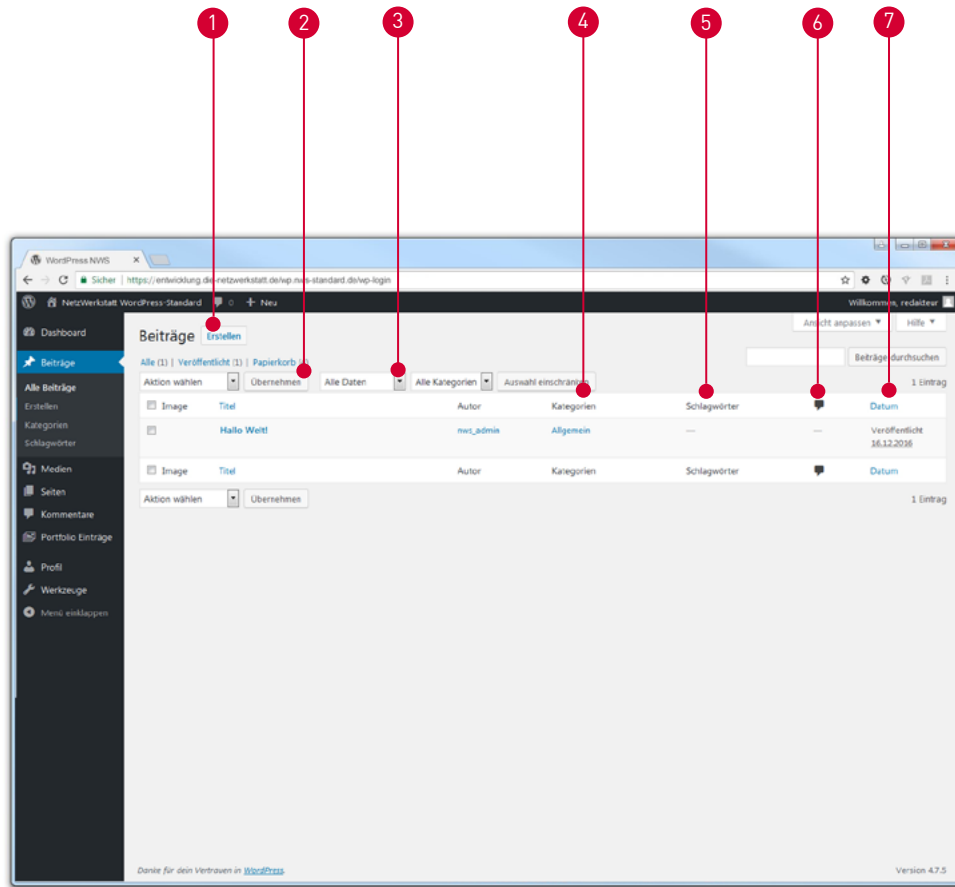 1 2 3 4 5 6 7
WordPress NWS
Sicher | https://entwicklung.die-netzwerkstatt.de/wp.nws-standard.de/wp-login
NetzWerkstatt WordPress-Standard 0 + Neu Willkommen, redakteur
Dashboard
Beiträge
Alle Beiträge
Erstellen
Kategorien
Schlagwörter
Medien
Seiten
Kommentare
Portfolio Einträge
Profil
Werkzeuge
Menü einklappen
Ansicht anpassen Hilfe
Beiträge Erstellen
Alle (1) | Veröffentlicht (1) | Papierkorb
Beiträge durchsuchen
Aktion wählen Übernehmen Alle Daten Alle Kategorien Auswahl einschränken 1 Eintrag
Image Titel Autor Kategorien Schlagwörter Datum
Hallo Welt! nws_admin Allgemein — — Veröffentlicht
16.12.2016
Image Titel Autor Kategorien Schlagwörter Datum
Aktion wählen Übernehmen 1 Eintrag
Danke für dein Vertrauen in WordPress. Version 4.7.5